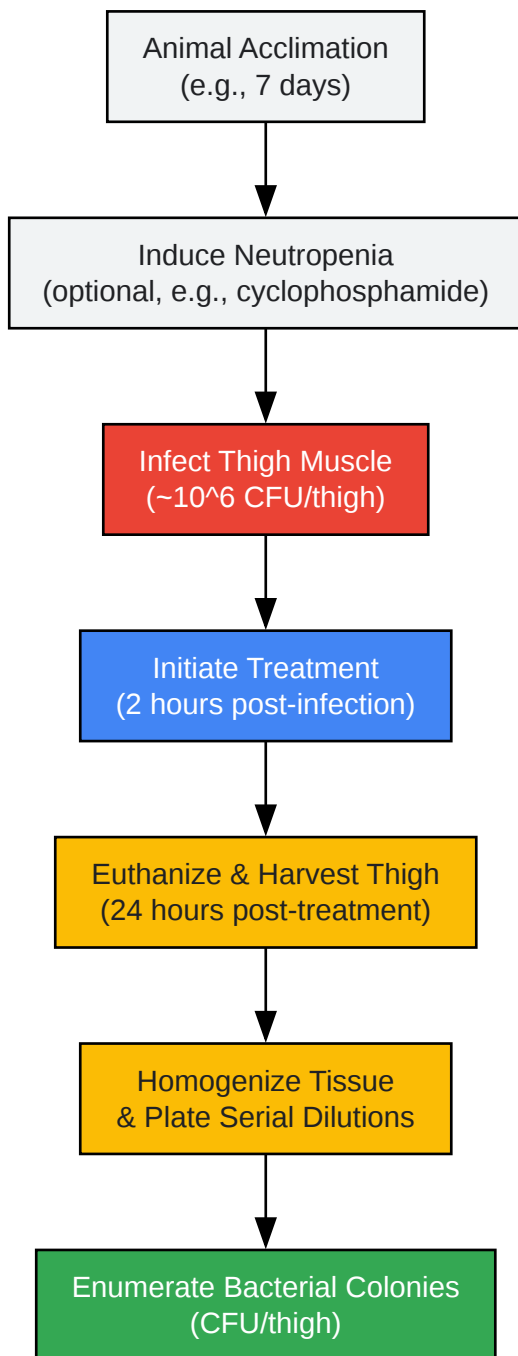 Animal Acclimation
(e.g., 7 days)
Induce Neutropenia
(optional, e.g., cyclophosphamide)
Infect Thigh Muscle
(~10^6 CFU/thigh)
Initiate Treatment
(2 hours post-infection)
Euthanize & Harvest Thigh
(24 hours post-treatment)
Homogenize Tissue
& Plate Serial Dilutions
Enumerate Bacterial Colonies
(CFU/thigh)